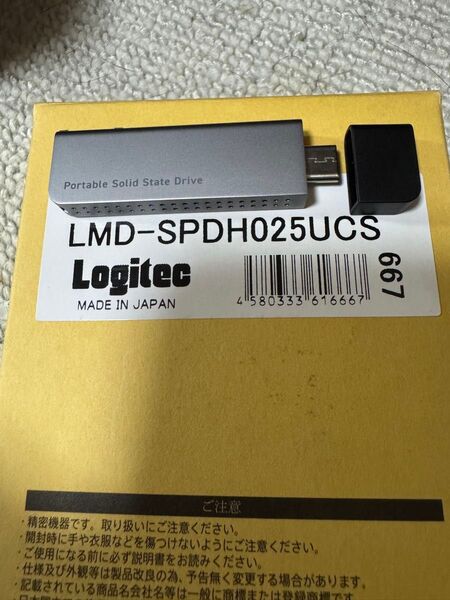 Portable Solid State Drive
LMD-SPDH025UCS
Logitec
MADE IN JAPAN
4 580333 616667
667
ご注意
・精密機器です。取り扱いにご注意ください。
・開封時に手や衣服などを傷つけないようにご注意ください。
・ご使用になる前に必ず説明書をお読みください。
・仕様及び外観等は製品改良の為、予告無く変更する場合があります。
・記載されている商品名会社名等は一般に商標または登録商標です。